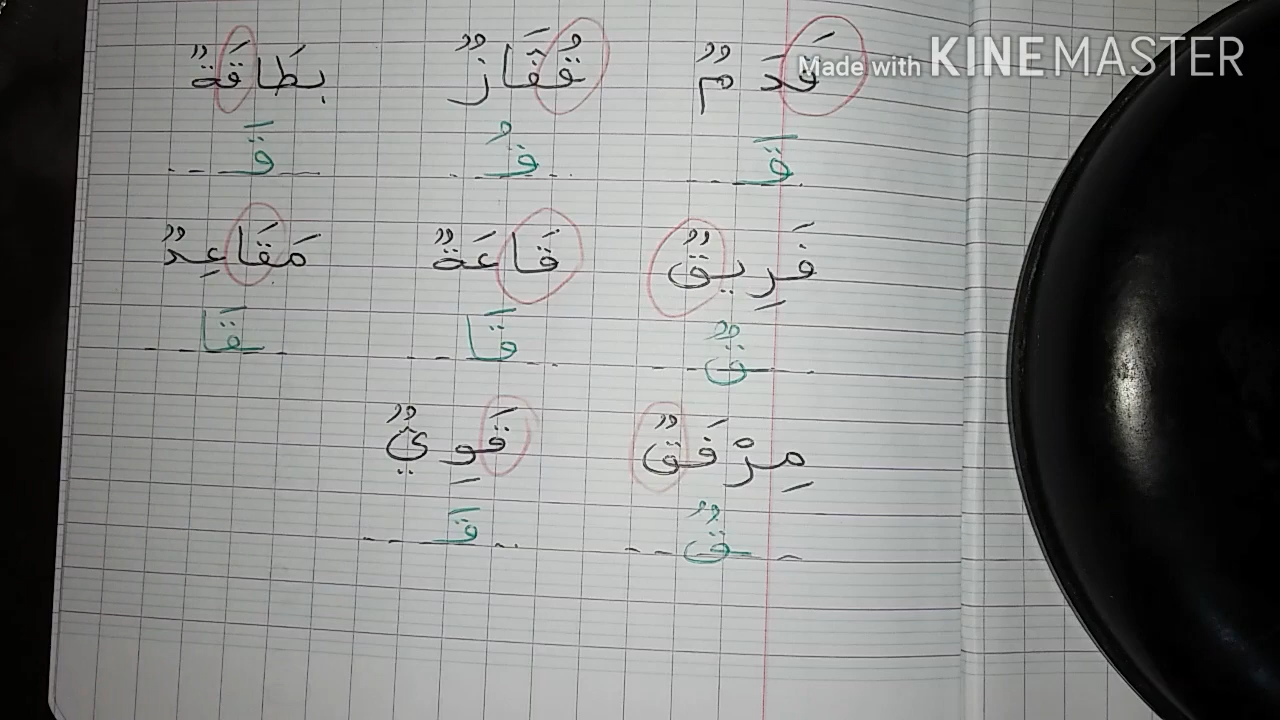 قَدَمٌ قُفَّازٌ بِطَاقَةٌ
Made with KINEMASTER
قَ قُ قَ
فَرِيقٌ قَاعَةٌ مَقَاعِدٌ
قٌ قَا قَا
مِرْفَقٌ قَوِيٌّ
قٌ قَ